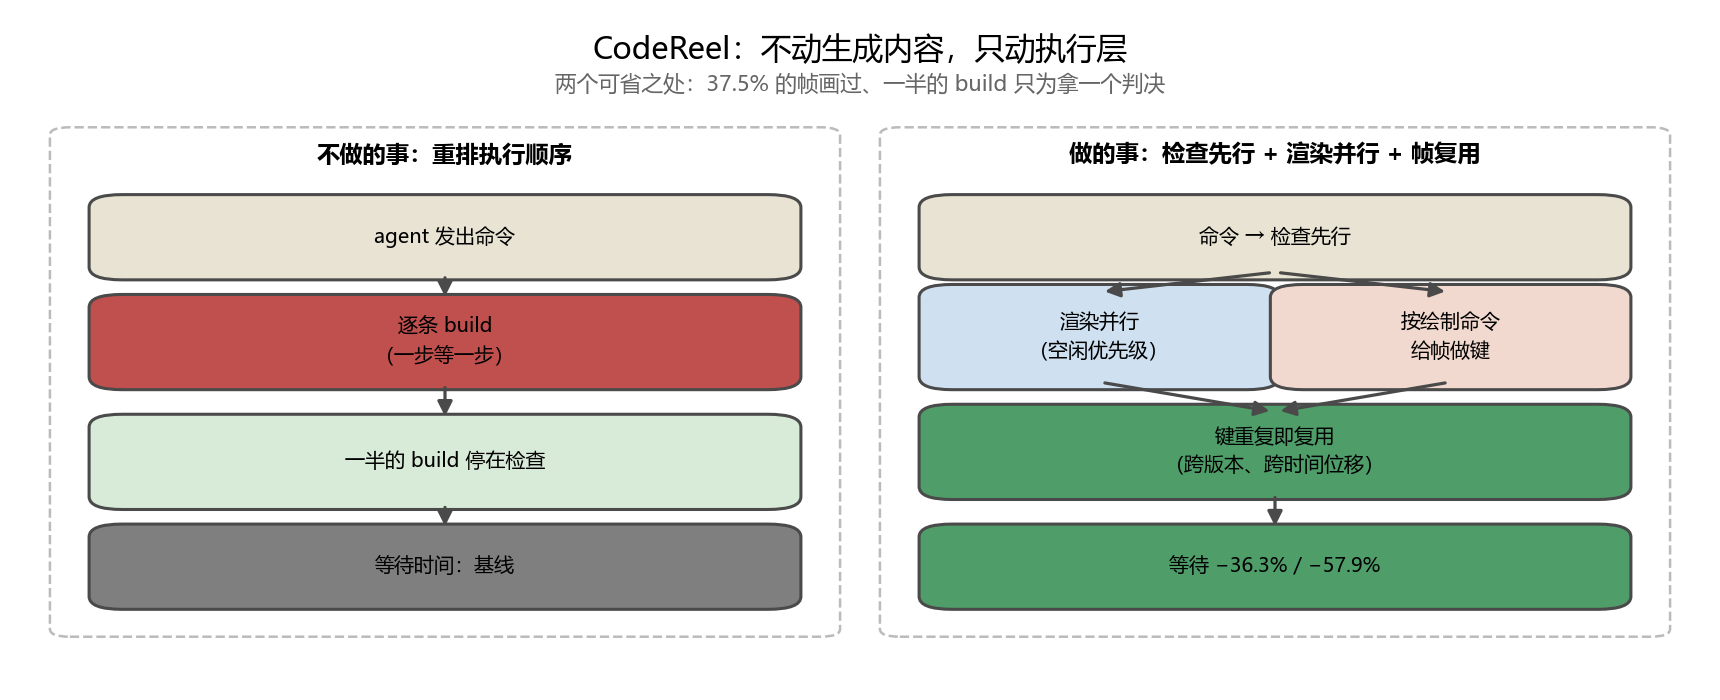 CodeReel：不动生成内容，只动执行层
两个可省之处：37.5% 的帧画过、一半的 build 只为拿一个判决
不做的事：重排执行顺序
agent 发出命令
逐条 build
(一步等一步)
一半的 build 停在检查
等待时间：基线
做的事：检查先行 + 渲染并行 + 帧复用
命令 → 检查先行
渲染并行
(空闲优先级)
按绘制命令
给帧做键
键重复即复用
(跨版本、跨时间位移)
等待 −36.3% / −57.9%